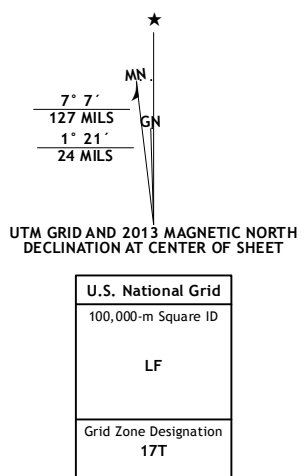 ★
MN
7° 7´
127 MILS
GN
1° 21´
24 MILS
UTM GRID AND 2013 MAGNETIC NORTH
DECLINATION AT CENTER OF SHEET
U.S. National Grid
100,000-m Square ID
LF
Grid Zone Designation
17T